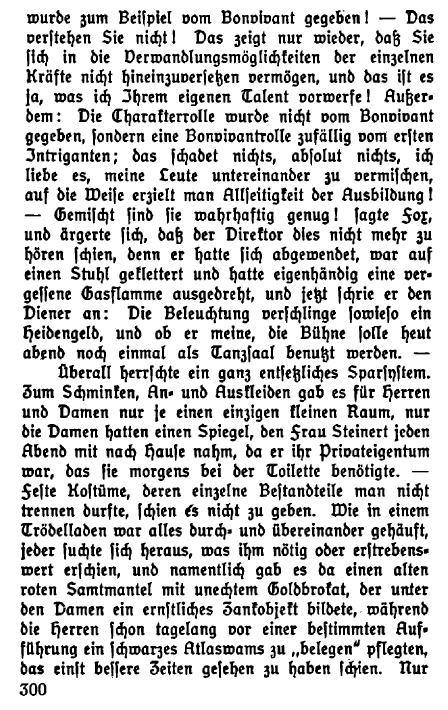 wurde zum Beispiel vom Bonvivant gegeben! — Das
verstehen Sie nicht! Das zeigt nur wieder, daß Sie
sich in die Verwandlungsmöglichkeiten der einzelnen
Kräfte nicht hineinzuversetzen vermögen, und das ist es
ja, was ich Ihrem eigenen Talent vorwerfe! Außer-
dem: Die Charakterrolle wurde nicht vom Bonvivant
gegeben, sondern eine Bonvivantrolle zufällig vom ersten
Intriganten; das schadet nichts, absolut nichts, ich
liebe es, meine Leute untereinander zu vermischen,
auf die Weise erzielt man Allseitigkeit der Ausbildung!
— Gemischt sind sie wahrhaftig genug! sagte Fox,
und ärgerte sich, daß der Direktor dies nicht mehr zu
hören schien, denn er hatte sich abgewendet, war auf
einen Stuhl geklettert und hatte eigenhändig eine ver-
gessene Gasflamme ausgedreht, und jetzt schrie er den
Diener an: Die Beleuchtung verschlinge sowieso ein
Heidengeld, und ob er meine, die Bühne solle heut
abend noch einmal als Tanzsaal benutzt werden. —
Überall herrschte ein ganz entsetzliches Sparsystem.
Zum Schminken, An- und Auskleiden gab es für Herren
und Damen nur je einen einzigen kleinen Raum, nur
die Damen hatten einen Spiegel, den Frau Steinert jeden
Abend mit nach Hause nahm, da er ihr Privateigentum
war, das sie morgens bei der Toilette benötigte. —
Feste Kostüme, deren einzelne Bestandteile man nicht
trennen durfte, schien es nicht zu geben. Wie in einem
Trödelladen war alles durch- und übereinander gehäuft,
jeder suchte sich heraus, was ihm nötig oder erstrebens-
wert erschien, und namentlich gab es da einen alten
roten Samtmantel mit unechtem Goldbrokat, der unter
den Damen ein ernstliches Zankobjekt bildete, während
die Herren schon tagelang vor einer bestimmten Auf-
führung ein schwarzes Atlaswams zu „belegen" pflegten,
das einst bessere Zeiten gesehen zu haben schien. Nur
300